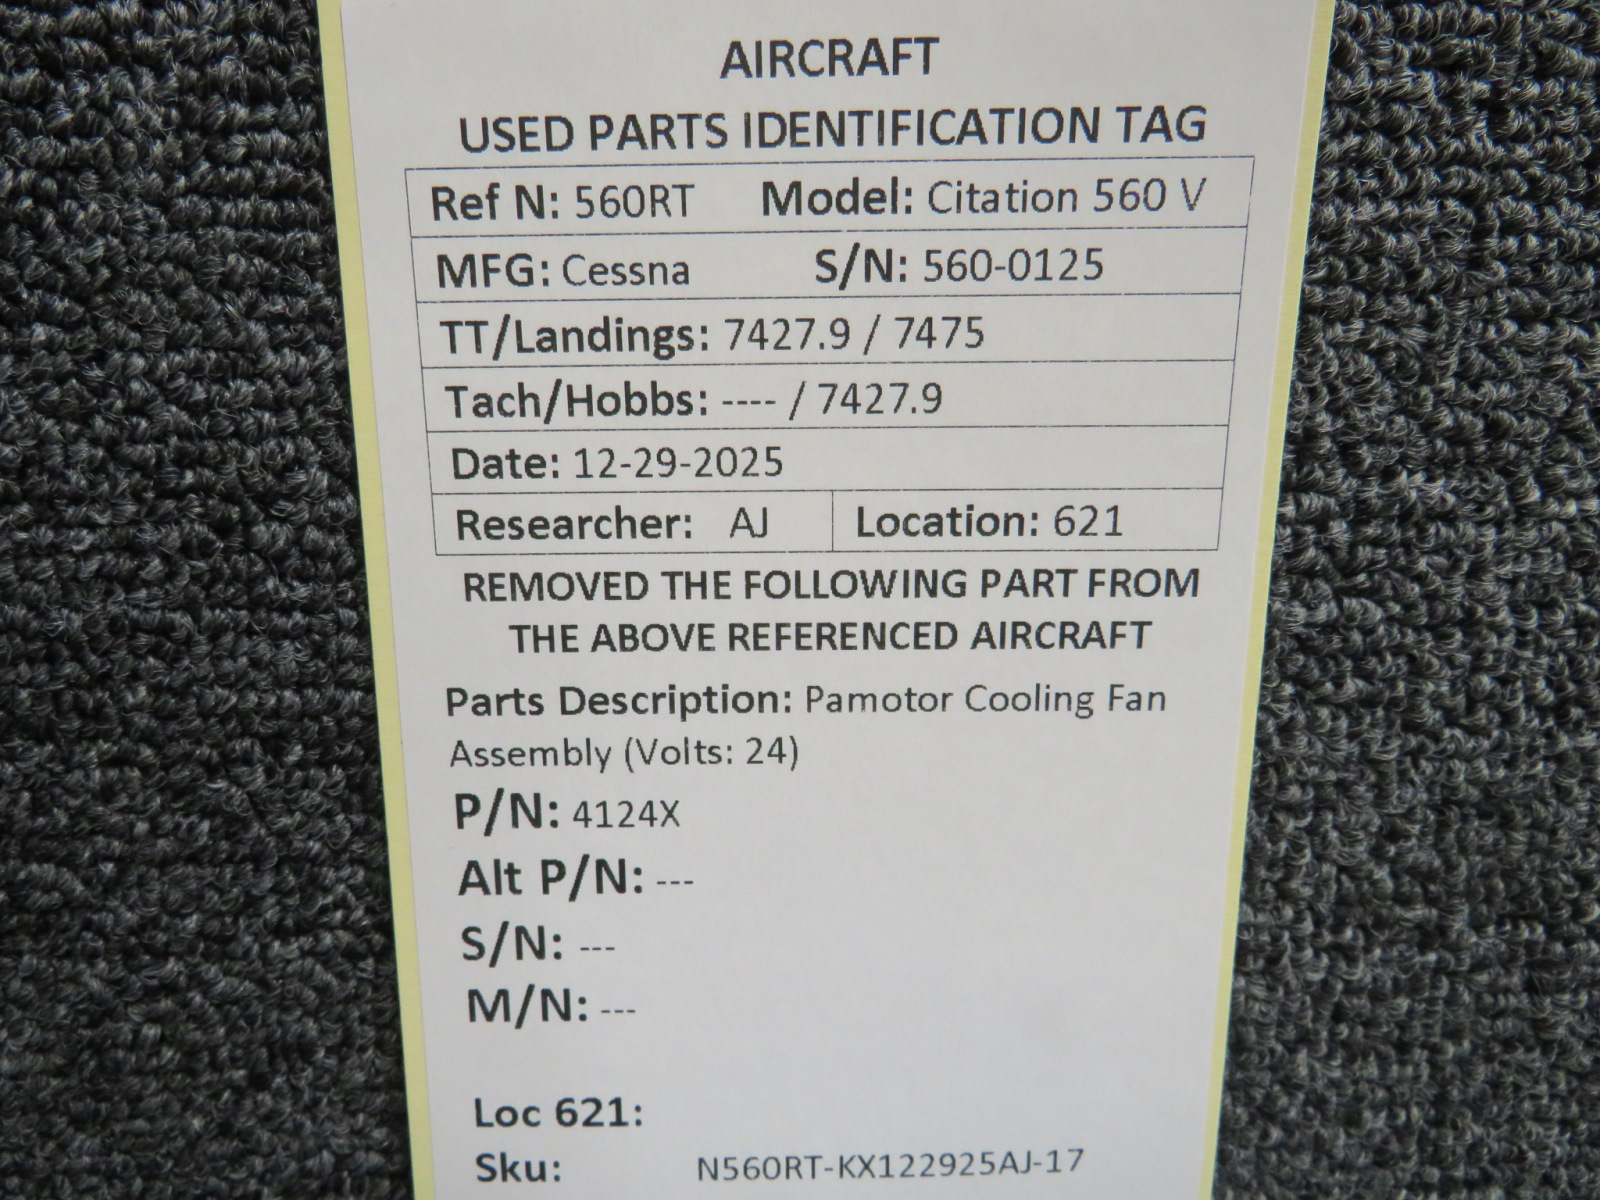 AIRCRAFT
USED PARTS IDENTIFICATION TAG
Ref N: 560RT Model: Citation 560 V
MFG: Cessna S/N: 560-0125
TT/Landings: 7427.9 / 7475
Tach/Hobbs: ---- / 7427.9
Date: 12-29-2025
Researcher: AJ Location: 621
REMOVED THE FOLLOWING PART FROM
THE ABOVE REFERENCED AIRCRAFT
Parts Description: Pamotor Cooling Fan
Assembly (Volts: 24)
P/N: 4124X
Alt P/N: ---
S/N: ---
M/N: ---
Loc 621:
Sku: N560RT-KX122925AJ-17